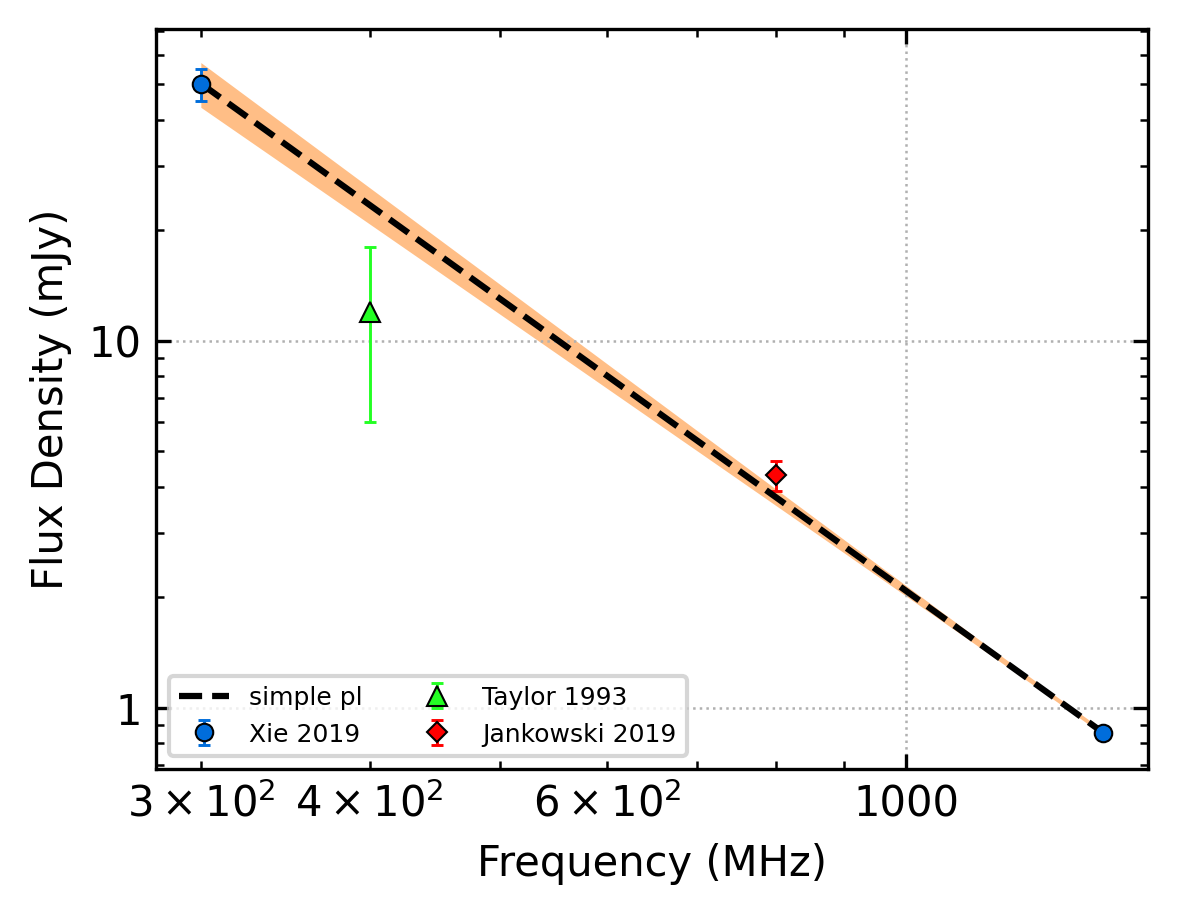 Flux Density (mJy)
10
1
simple pl
Xie 2019
Taylor 1993
Jankowski 2019
3 × 10²
4 × 10²
6 × 10²
1000
Frequency (MHz)